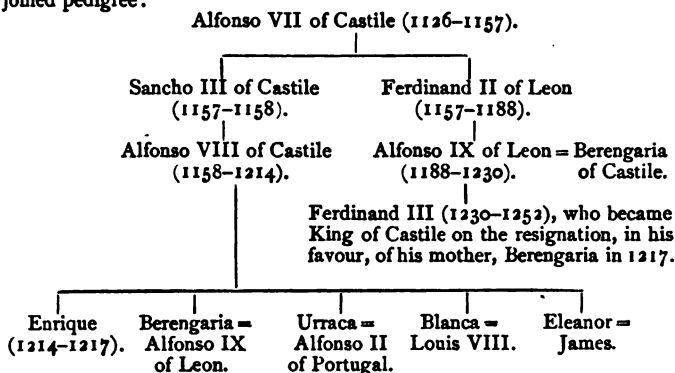 joined pedigree:
Alfonso VII of Castile (1126–1157).
Sancho III of Castile
(1157–1158).
Ferdinand II of Leon
(1157–1188).
Alfonso VIII of Castile
(1158–1214).
Alfonso IX of Leon = Berengaria
(1188–1230). of Castile.
Ferdinand III (1230–1252), who became
King of Castile on the resignation, in his
favour, of his mother, Berengaria in 1217.
Enrique
(1214–1217).
Berengaria =
Alfonso IX
of Leon.
Urraca =
Alfonso II
of Portugal.
Blanca =
Louis VIII.
Eleanor =
James.